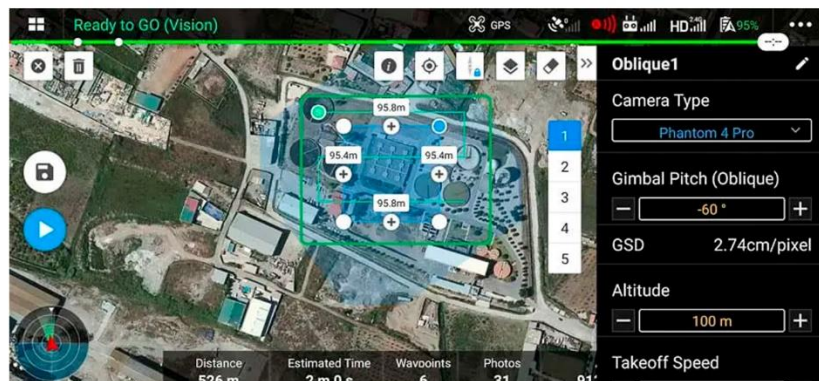 Ready to GO (Vision)
GPS
HD
95%
Oblique1
Camera Type
Phantom 4 Pro
Gimbal Pitch (Oblique)
-60 °
GSD 2.74cm/pixel
Altitude
100 m
Takeoff Speed
95.8m
95.4m 95.4m
95.8m
1
2
3
4
5
Distance Estimated Time Waypoints Photos
526 m 2 m 0 s 6 31